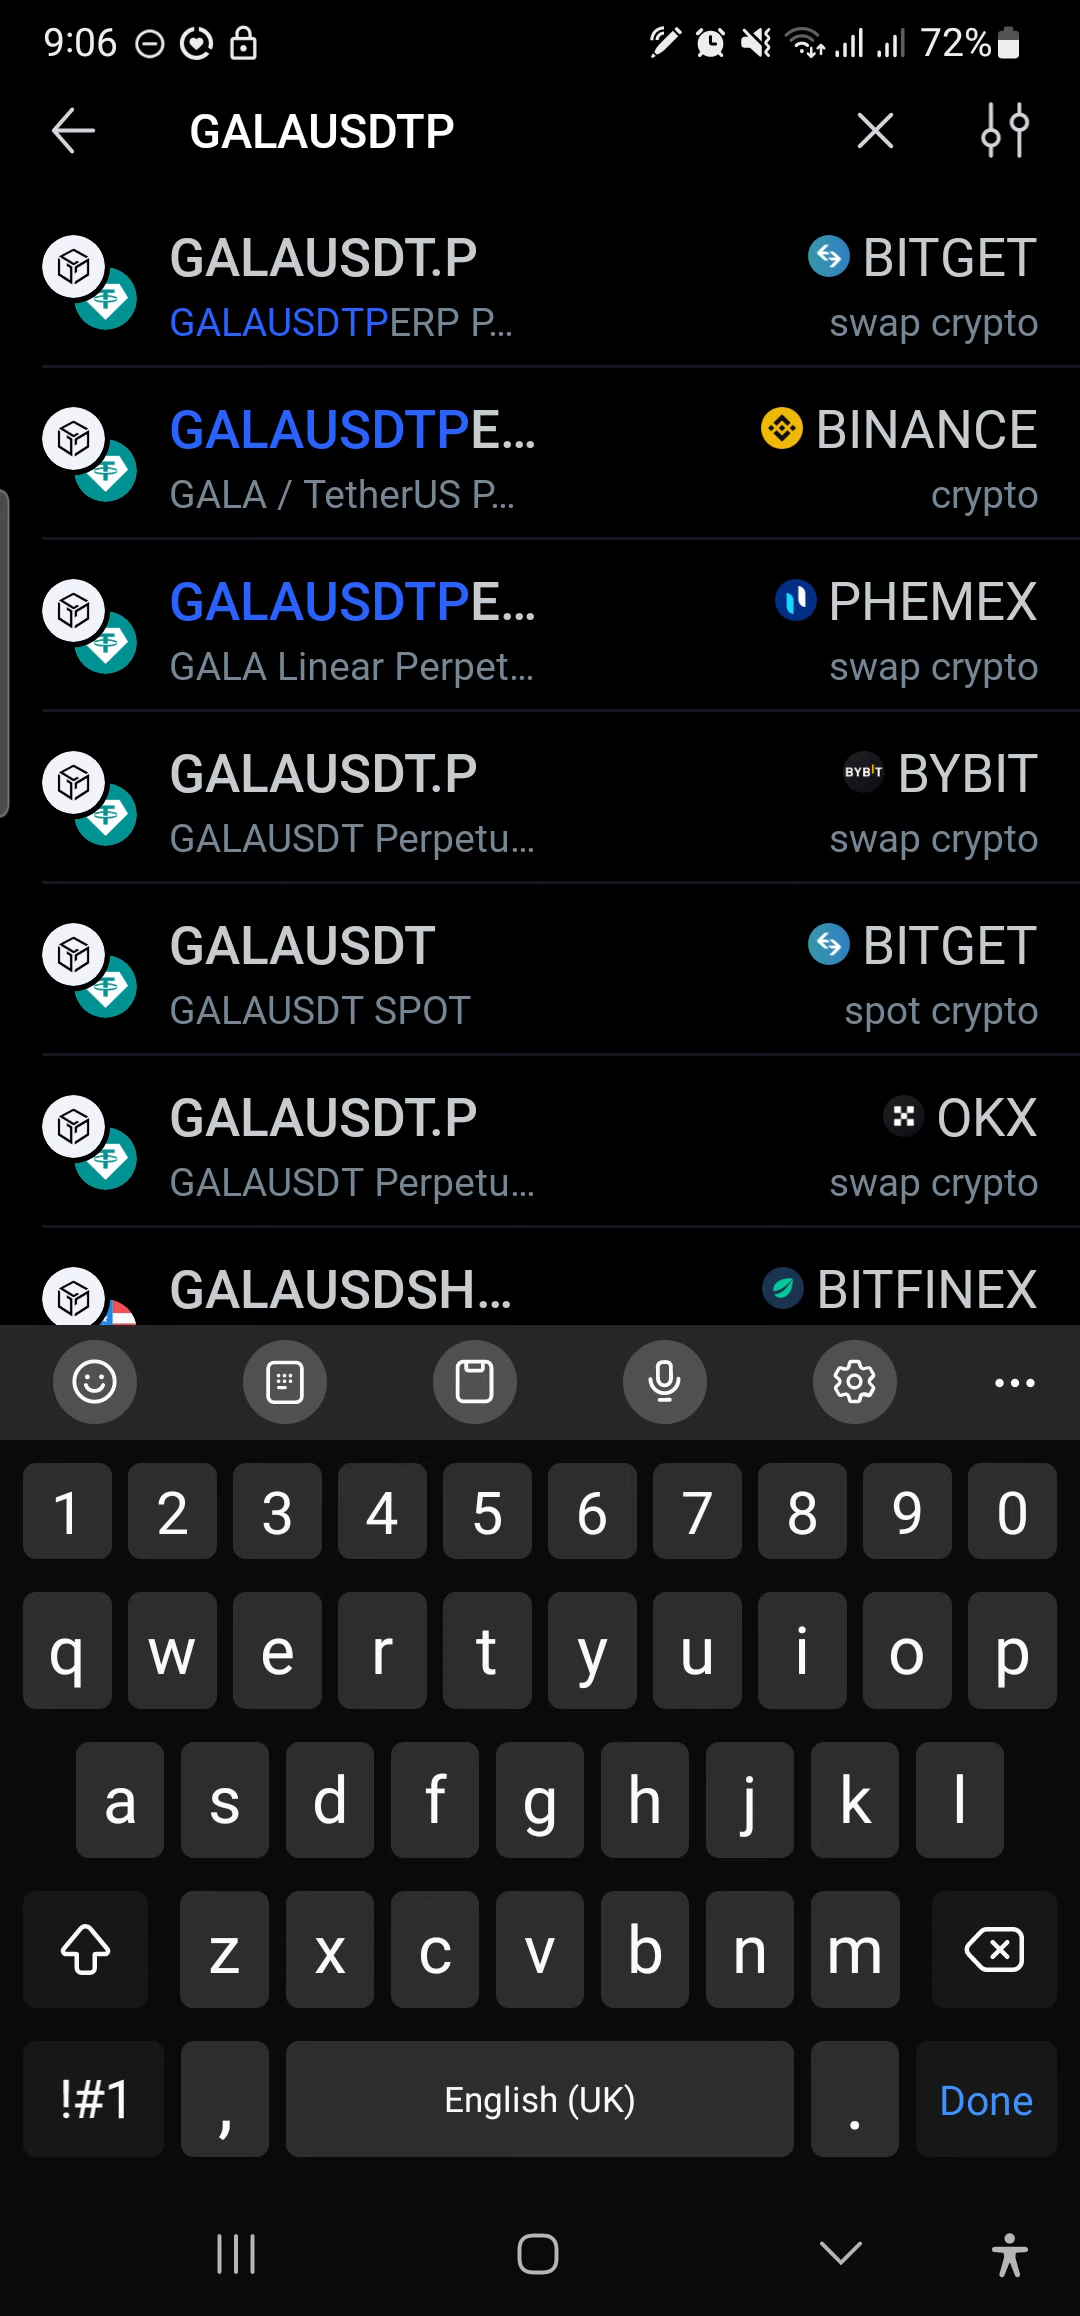 9:06 72%
GALAUSDTP
GALAUSDT.P BITGET
GALAUSDTPERP P... swap crypto
GALAUSDTPE... BINANCE
GALA / TetherUS P... crypto
GALAUSDTPE... PHEMEX
GALA Linear Perpet... swap crypto
GALAUSDT.P BYBIT BYBIT
GALAUSDT Perpetu... swap crypto
GALAUSDT BITGET
GALAUSDT SPOT spot crypto
GALAUSDT.P OKX
GALAUSDT Perpetu... swap crypto
GALAUSDSH... BITFINEX
1 2 3 4 5 6 7 8 9 0
q w e r t y u i o p
a s d f g h j k l
z x c v b n m
!#1 , English (UK) . Done